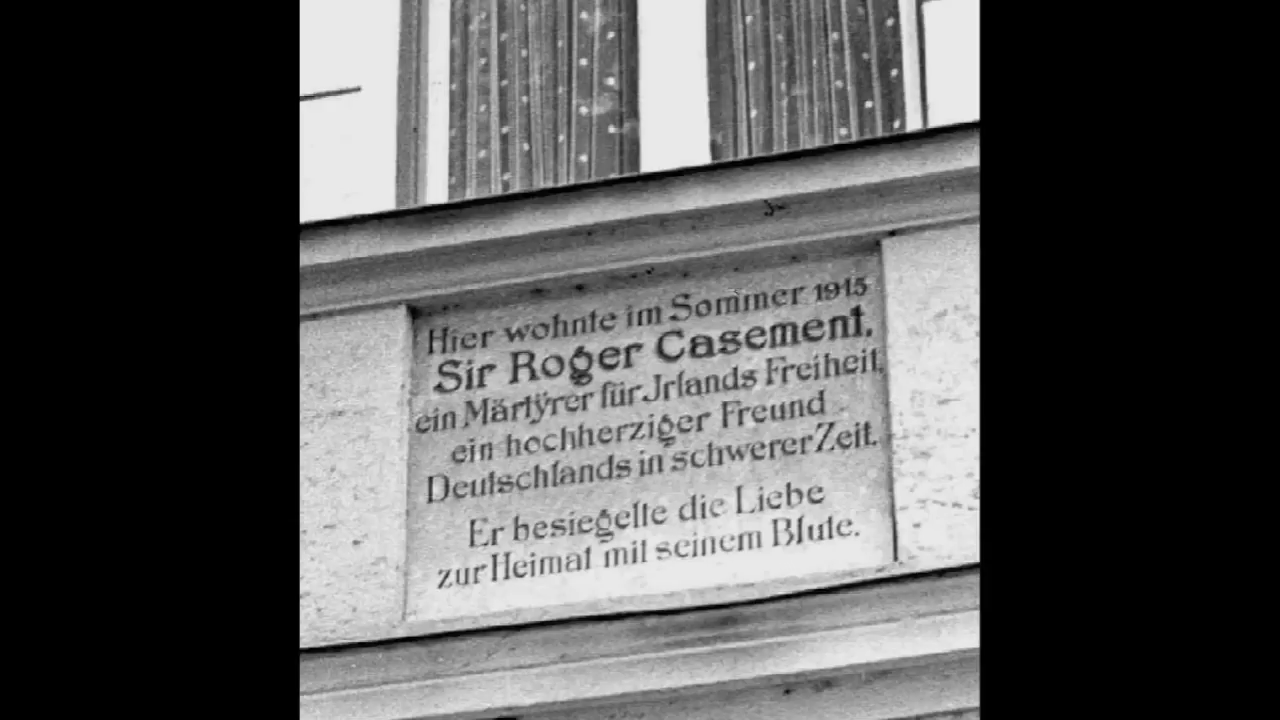 Hier wohnte im Sommer 1915
Sir Roger Casement,
ein Märtÿrer für Jrlands Freiheit,
ein hochherziger Freund
Deutschlands in schwerer Zeit.
Er besiegelte die Liebe
zur Heimat mit seinem Blute.